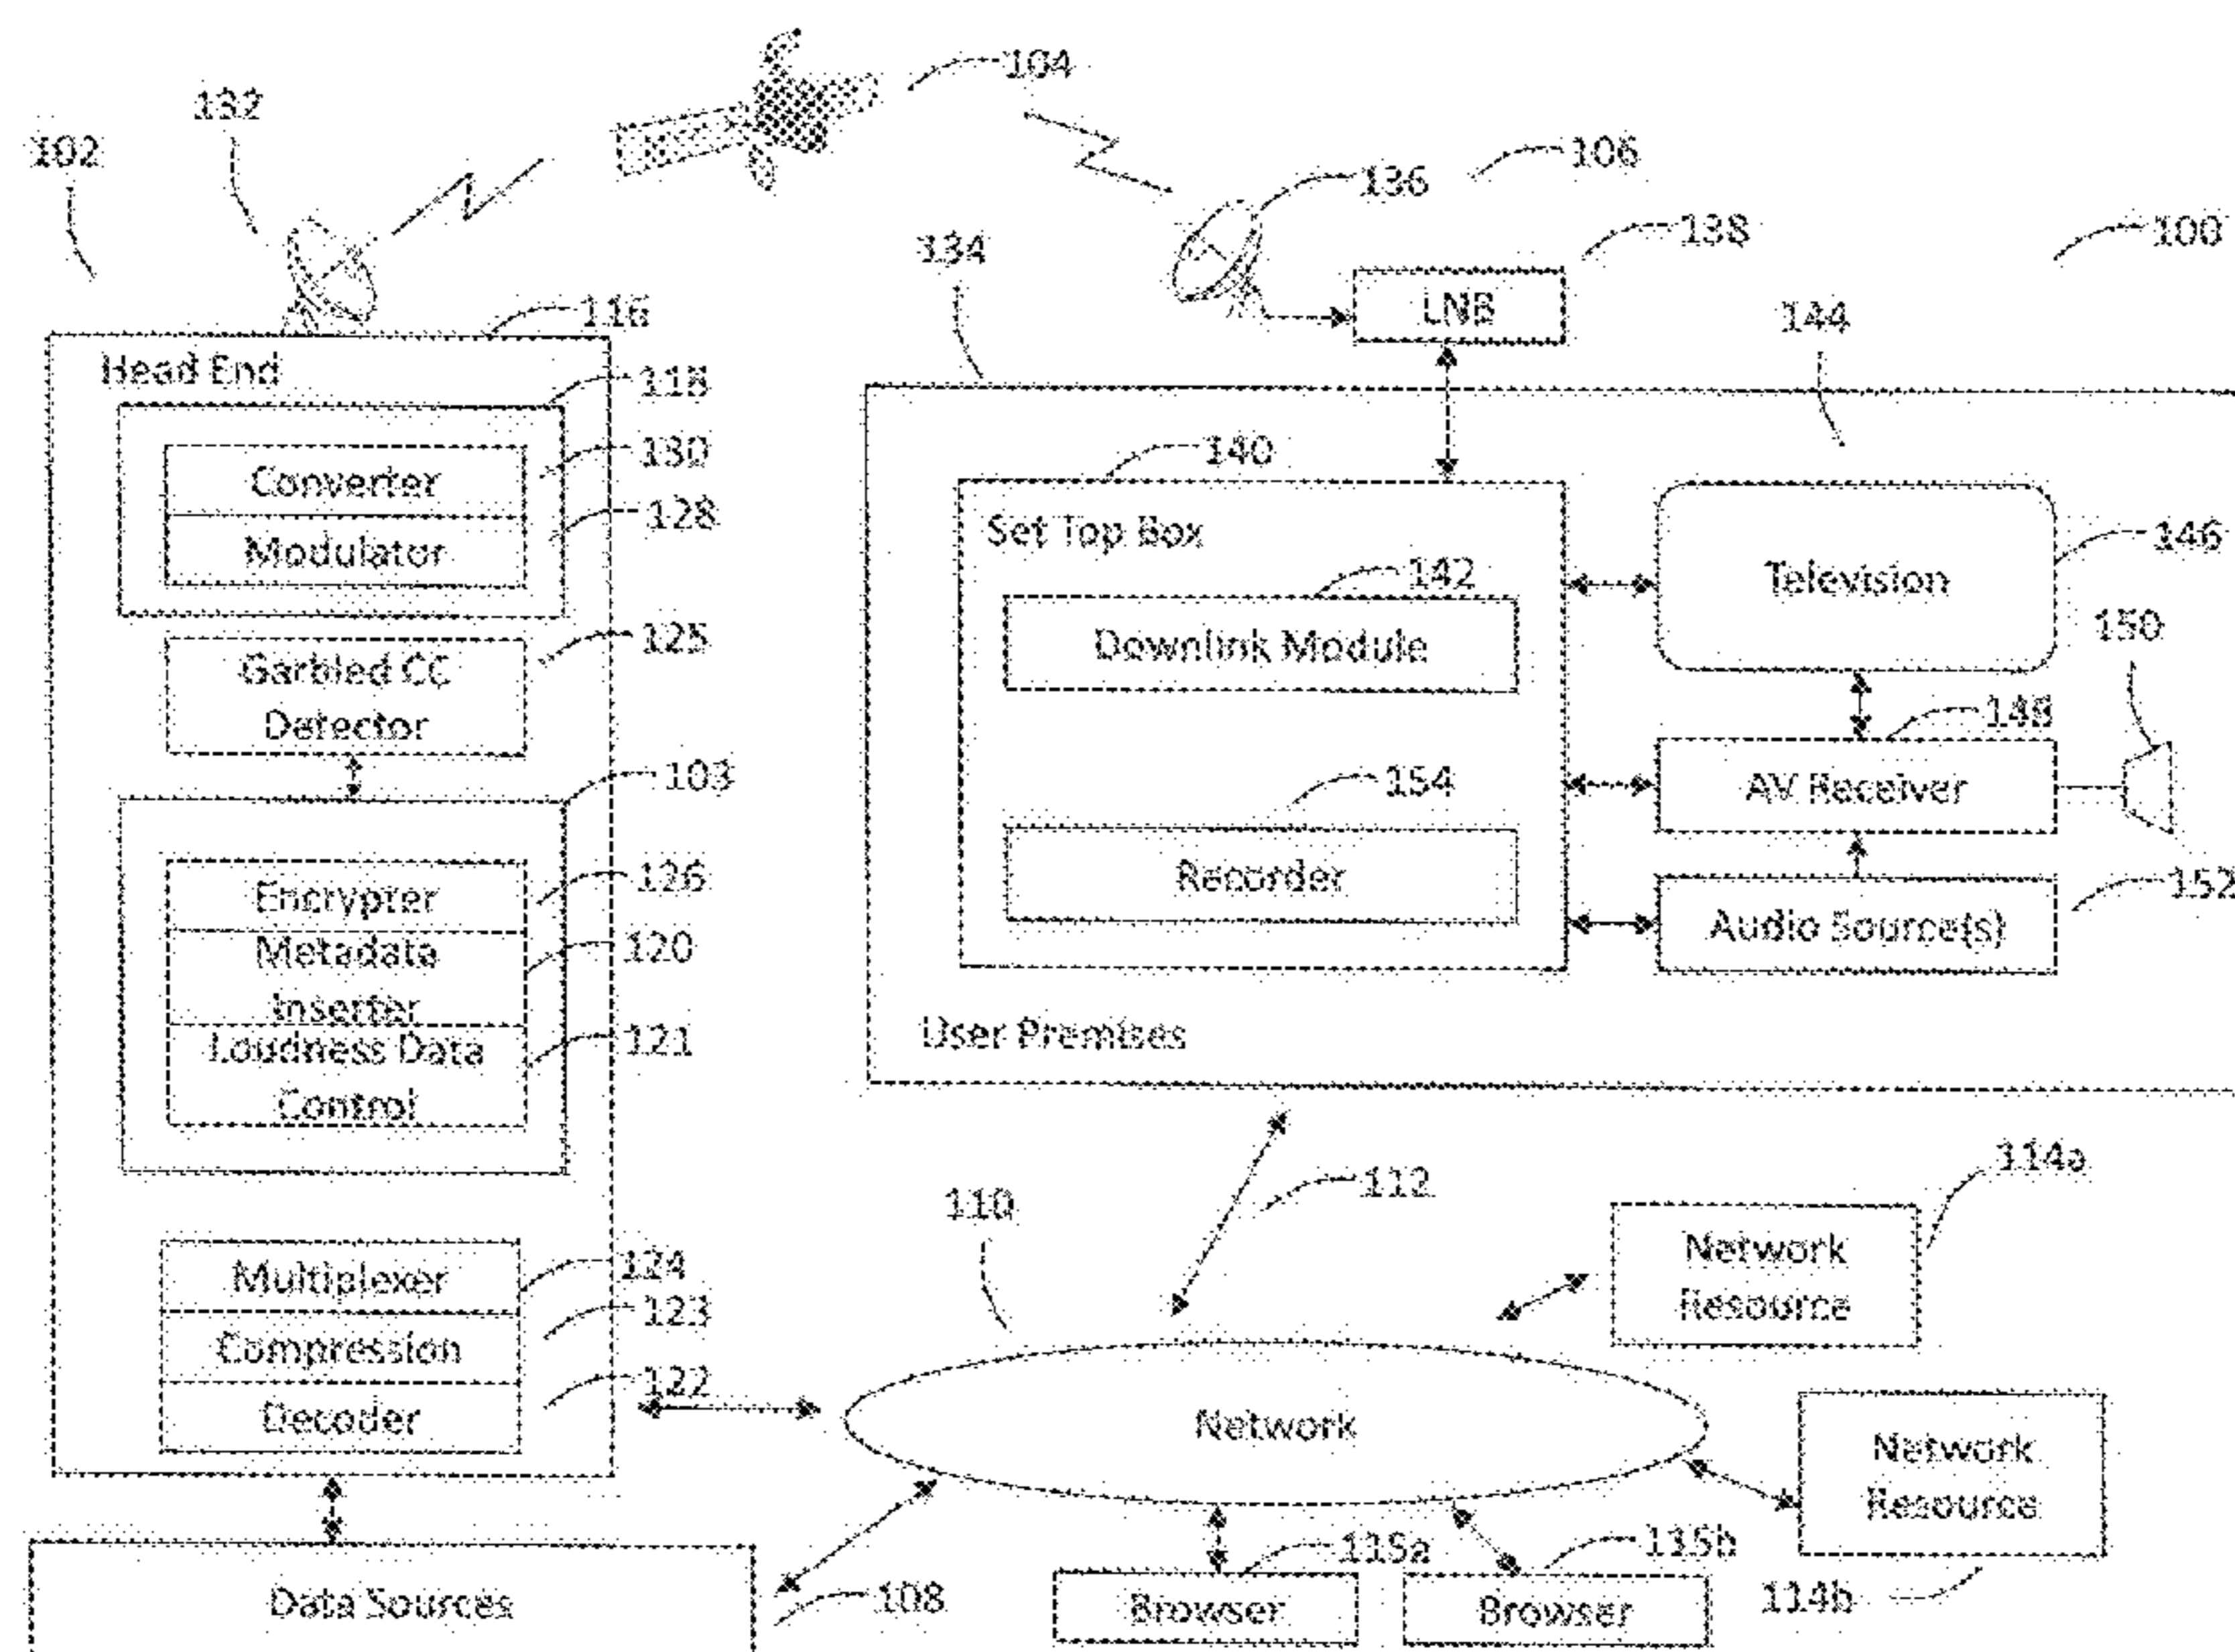 104
132
102
106
136
138
100
134
LNB
116
144
Head End
118
130
140
Converter
128
Set Top Box
146
Modulator
142
Television
125
150
Garbled CC
Downlink Module
Detector
148
103
154
AV Receiver
126
Recorder
152
Encrypter
120
Metadata
Audio Source(s)
Inserter
121
User Premises
Loudness Data
Control
114a
112
110
124
Network
Multiplexer
Resource
123
Compression
122
Decoder
Network
Network
Resource
115a
115b
108
114b
Data Sources
Browser
Browser